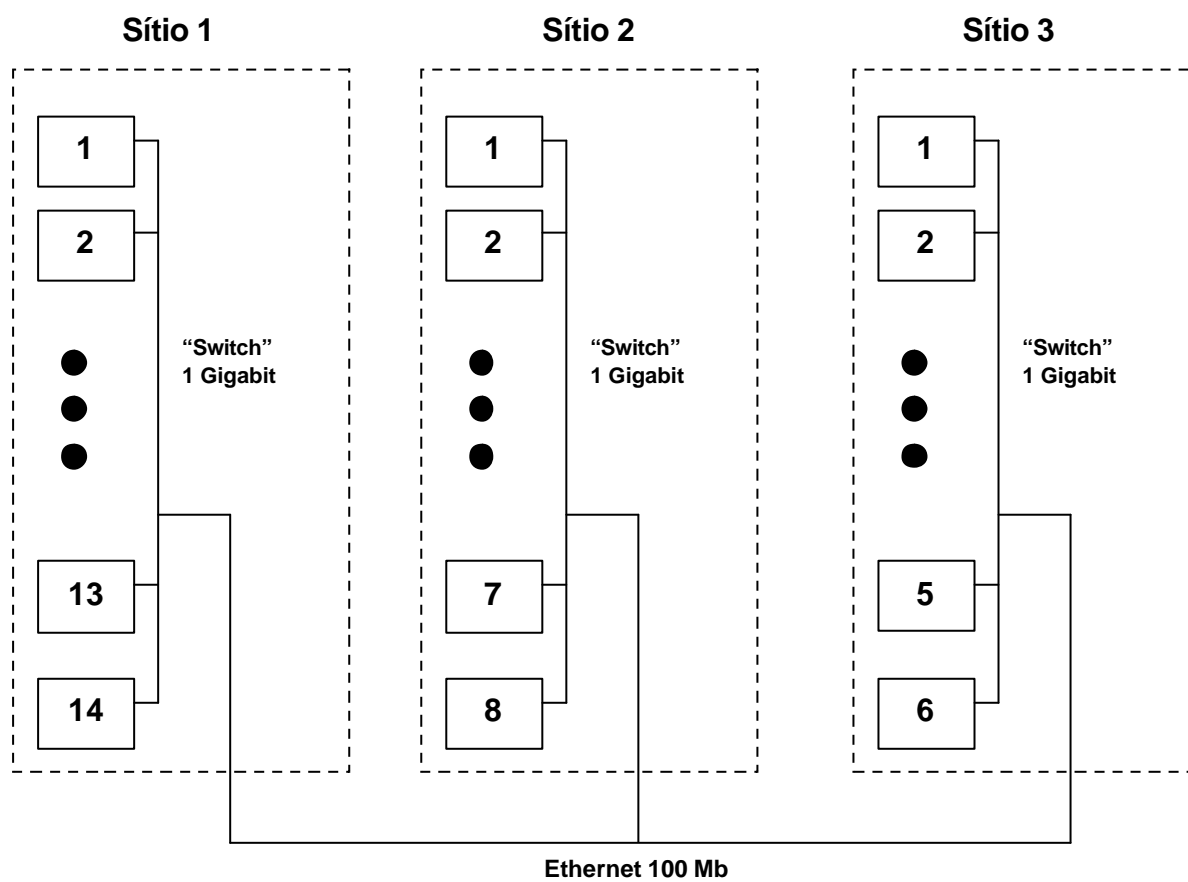 Sítio 1
Sítio 2
Sítio 3
1
2
“Switch”
1 Gigabit
13
14
1
2
“Switch”
1 Gigabit
7
8
1
2
“Switch”
1 Gigabit
5
6
Ethernet 100 Mb